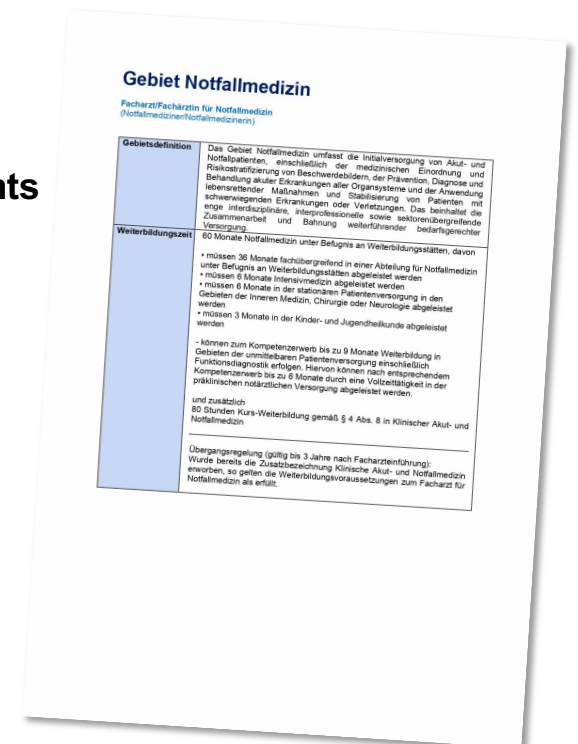 nts
Gebiet Notfallmedizin
Facharzt/Fachärztin für Notfallmedizin
(Notfallmediziner/Notfallmedizinerin)
Gebietsdefinition
Das Gebiet Notfallmedizin umfasst die Initialversorgung von Akut- und
Notfallpatienten, einschließlich der medizinischen Einordnung und
Risikostratifizierung von Beschwerdebildern, der Prävention, Diagnose und
Behandlung akuter Erkrankungen aller Organsysteme und der Anwendung
lebensrettender Maßnahmen und Stabilisierung von Patienten mit
schwerwiegenden Erkrankungen oder Verletzungen. Das beinhaltet die
enge interdisziplinäre, interprofessionelle sowie sektorenübergreifende
Zusammenarbeit und Bahnung weiterführender bedarfsgerechter
Versorgung.
Weiterbildungszeit
60 Monate Notfallmedizin unter Befugnis an Weiterbildungsstätten, davon
• müssen 36 Monate fachübergreifend in einer Abteilung für Notfallmedizin
unter Befugnis an Weiterbildungsstätten abgeleistet werden
• müssen 6 Monate Intensivmedizin abgeleistet werden
• müssen 6 Monate in der stationären Patientenversorgung in den
Gebieten der Inneren Medizin, Chirurgie oder Neurologie abgeleistet
werden
• müssen 3 Monate in der Kinder- und Jugendheilkunde abgeleistet
werden
- können zum Kompetenzerwerb bis zu 9 Monate Weiterbildung in
Gebieten der unmittelbaren Patientenversorgung einschließlich
Funktionsdiagnostik erfolgen. Hiervon können nach entsprechendem
Kompetenzerwerb bis zu 6 Monate durch eine Vollzeittätigkeit in der
präklinischen notärztlichen Versorgung abgeleistet werden.
und zusätzlich
80 Stunden Kurs-Weiterbildung gemäß § 4 Abs. 8 in Klinischer Akut- und
Notfallmedizin
Übergangsregelung (gültig bis 3 Jahre nach Facharzteinführung):
Wurde bereits die Zusatzbezeichnung Klinische Akut- und Notfallmedizin
erworben, so gelten die Weiterbildungsvoraussetzungen zum Facharzt für
Notfallmedizin als erfüllt.